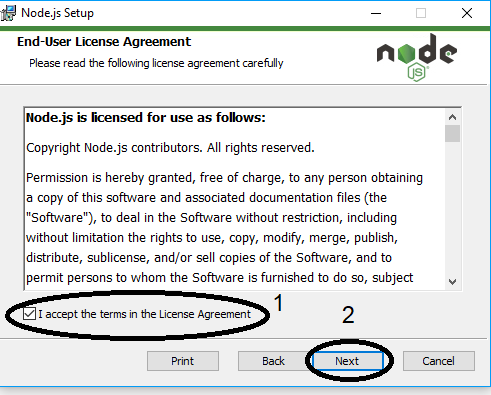 Node.js Setup
End-User License Agreement
Please read the following license agreement carefully
node
JS
Node.js is licensed for use as follows:
Copyright Node.js contributors. All rights reserved.
Permission is hereby granted, free of charge, to any person obtaining
a copy of this software and associated documentation files (the
"Software"), to deal in the Software without restriction, including
without limitation the rights to use, copy, modify, merge, publish,
distribute, sublicense, and/or sell copies of the Software, and to
permit persons to whom the Software is furnished to do so, subject
I accept the terms in the License Agreement
1
2
Print
Back
Next
Cancel